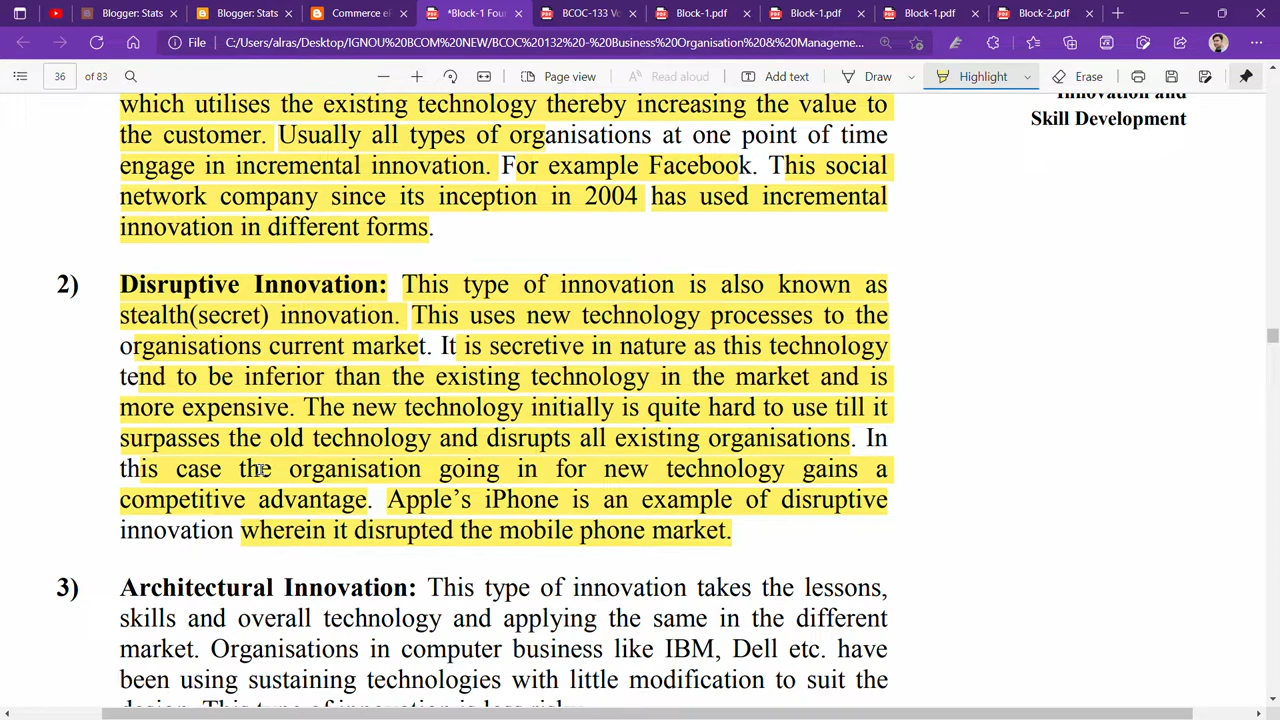 Blogger: Stats
Blogger: Stats
Commerce
*Block-1 Fou
BCOC-133
Block-1.pdf
Block-1.pdf
Block-1.pdf
Block-2.pdf
File
C:/Users/alras/Desktop/IGNOU%20BCOM%20NEW/BCOC%20132%20-%20Business%20Organisation%20&%20Manageme...
36 of 83
Page view
Read aloud
Add text
Draw
Highlight
Erase
which utilises the existing technology thereby increasing the value to
the customer. Usually all types of organisations at one point of time
engage in incremental innovation. For example Facebook. This social
network company since its inception in 2004 has used incremental
innovation in different forms.
Innovation and
Skill Development
2) Disruptive Innovation: This type of innovation is also known as
stealth(secret) innovation. This uses new technology processes to the
organisations current market. It is secretive in nature as this technology
tend to be inferior than the existing technology in the market and is
more expensive. The new technology initially is quite hard to use till it
surpasses the old technology and disrupts all existing organisations. In
this case the organisation going in for new technology gains a
competitive advantage. Apple's iPhone is an example of disruptive
innovation wherein it disrupted the mobile phone market.
3) Architectural Innovation: This type of innovation takes the lessons,
skills and overall technology and applying the same in the different
market. Organisations in computer business like IBM, Dell etc. have
been using sustaining technologies with little modification to suit the
design. This type of innovation is less risky.